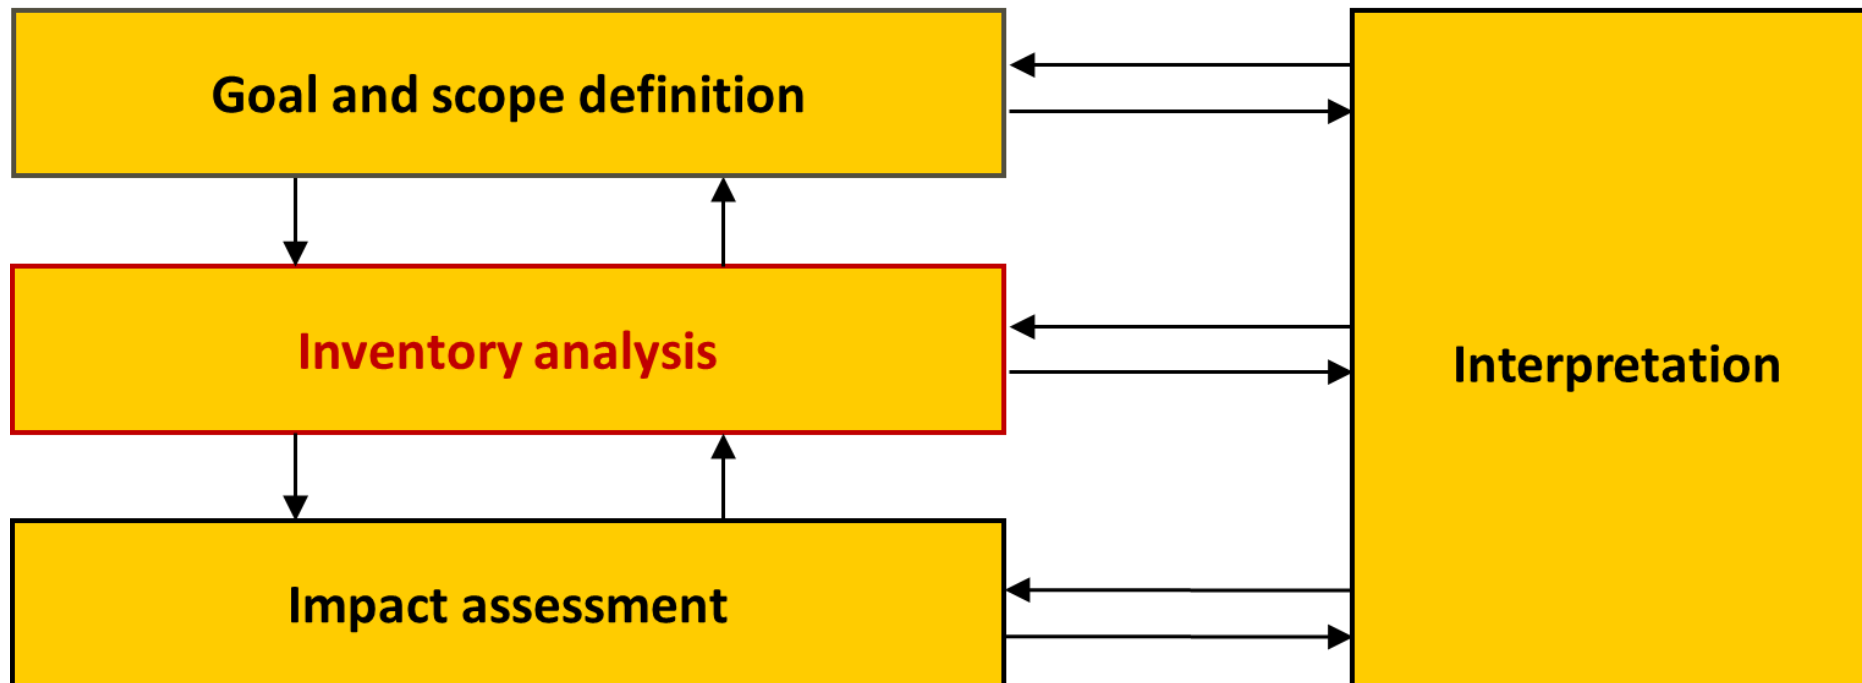 Goal and scope definition
Inventory analysis
Interpretation
Impact assessment